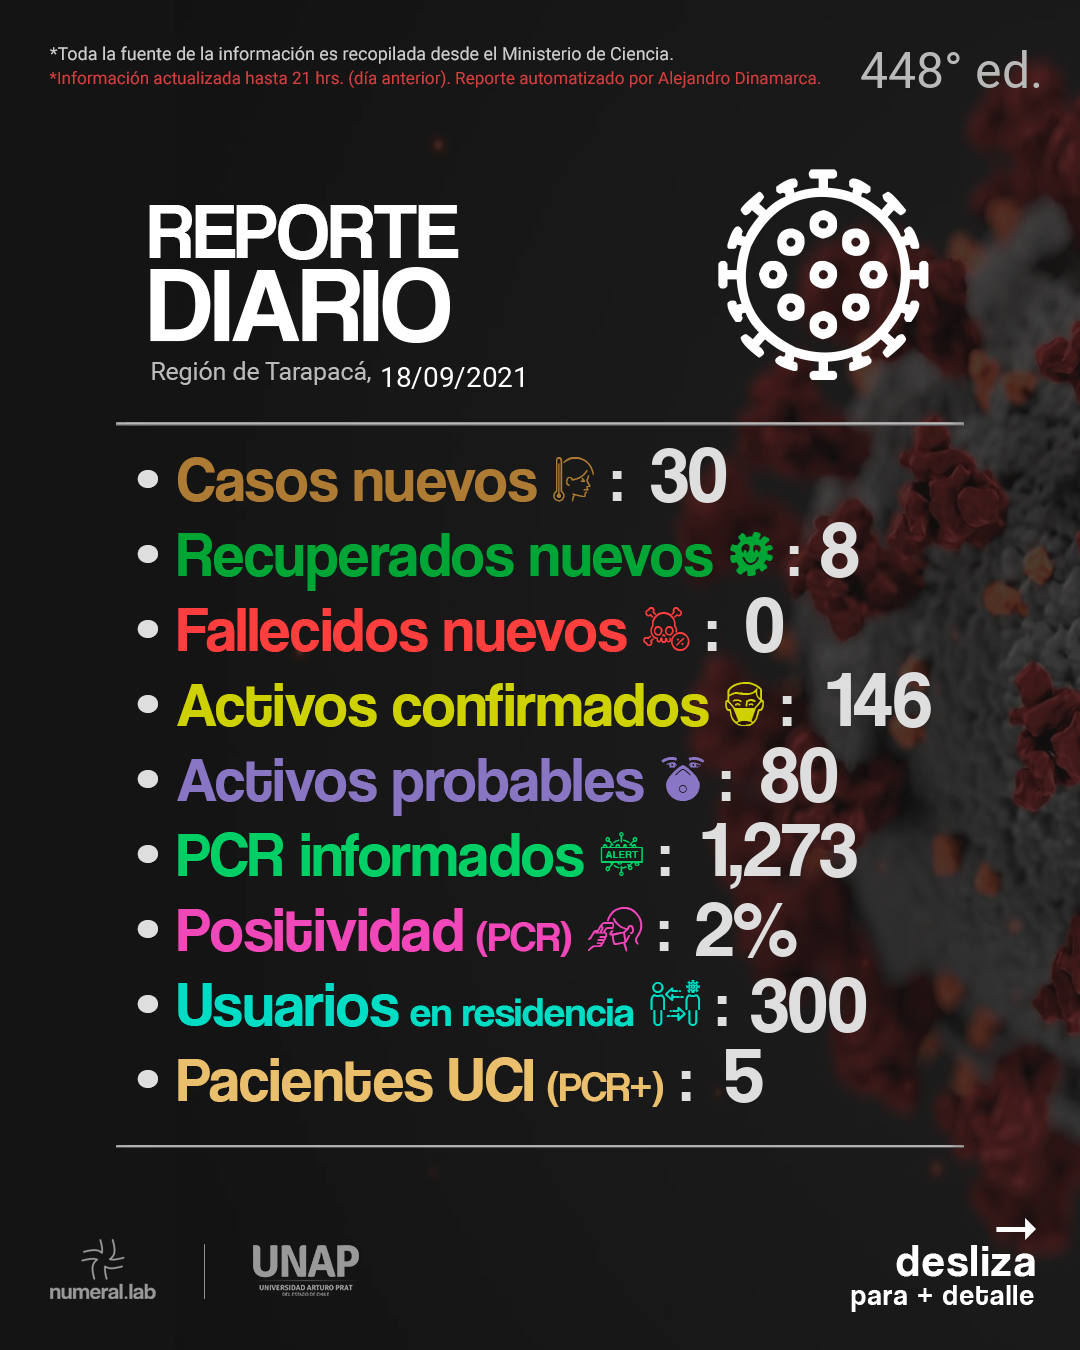 *Toda la fuente de la información es recopilada desde el Ministerio de Ciencia.
*Información actualizada hasta 21 hrs. (día anterior). Reporte automatizado por Alejandro Dinamarca.
448° ed.
REPORTE
DIARIO
Región de Tarapacá, 18/09/2021
• Casos nuevos : 30
• Recuperados nuevos : 8
• Fallecidos nuevos : 0
• Activos confirmados : 146
• Activos probables : 80
• PCR informados ALERT : 1,273
• Positividad (PCR) : 2%
• Usuarios en residencia : 300
• Pacientes UCI (PCR+) : 5
numeral.lab
UNAP
UNIVERSIDAD ARTURO PRAT
DEL ESTADO DE CHILE
desliza
para + detalle